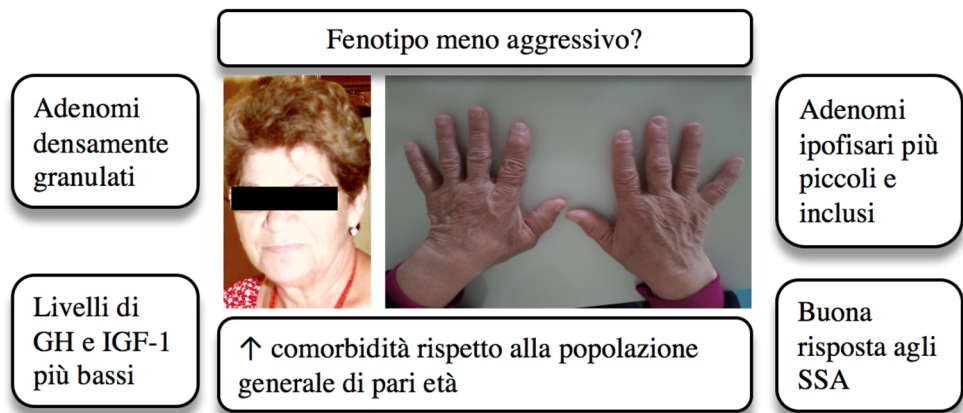 Fenotipo meno aggressivo?
Adenomi
densamente
granulati
Adenomi
ipofisari più
piccoli e
inclusi
Livelli di
GH e IGF-1
più bassi
↑ comorbidità rispetto alla popolazione
generale di pari età
Buona
risposta agli
SSA